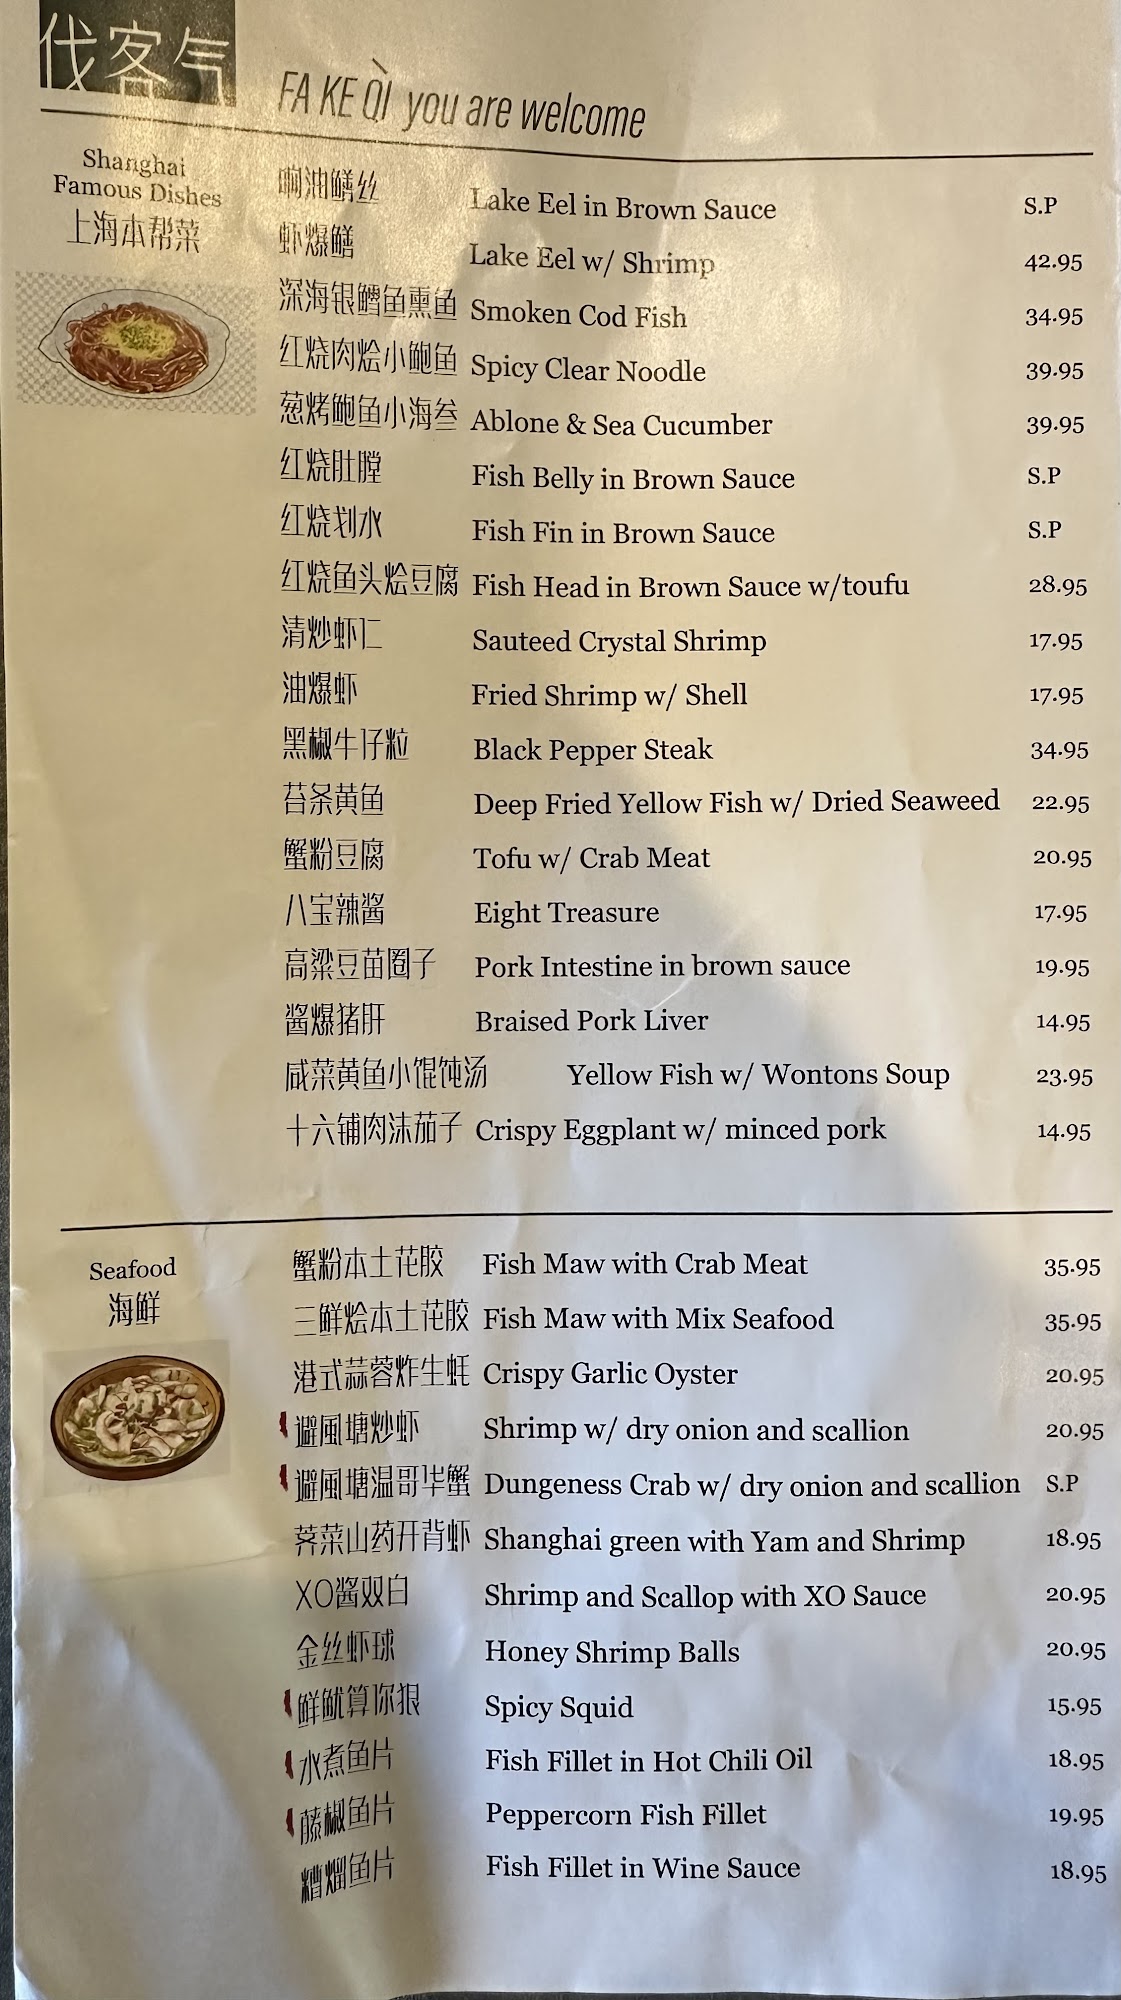 伐客气
FA KE QÌ you are welcome
Shanghai
Famous Dishes
上海本帮菜
响油鳝丝 Lake Eel in Brown Sauce S.P
虾爆鳝 Lake Eel w/ Shrimp 42.95
深海银鳕鱼熏鱼 Smoken Cod Fish 34.95
红烧肉烩小鲍鱼 Spicy Clear Noodle 39.95
葱烤鲍鱼小海参 Ablone & Sea Cucumber 39.95
红烧肚膛 Fish Belly in Brown Sauce S.P
红烧划水 Fish Fin in Brown Sauce S.P
红烧鱼头烩豆腐 Fish Head in Brown Sauce w/toufu 28.95
清炒虾仁 Sauteed Crystal Shrimp 17.95
油爆虾 Fried Shrimp w/ Shell 17.95
黑椒牛仔粒 Black Pepper Steak 34.95
苔条黄鱼 Deep Fried Yellow Fish w/ Dried Seaweed 22.95
蟹粉豆腐 Tofu w/ Crab Meat 20.95
八宝辣酱 Eight Treasure 17.95
高粱豆苗圈子 Pork Intestine in brown sauce 19.95
酱爆猪肝 Braised Pork Liver 14.95
咸菜黄鱼小馄饨汤 Yellow Fish w/ Wontons Soup 23.95
十六铺肉沫茄子 Crispy Eggplant w/ minced pork 14.95
Seafood
海鲜
蟹粉本土花胶 Fish Maw with Crab Meat 35.95
三鲜烩本土花胶 Fish Maw with Mix Seafood 35.95
港式蒜蓉炸生蚝 Crispy Garlic Oyster 20.95
避風塘炒虾 Shrimp w/ dry onion and scallion 20.95
避風塘温哥华蟹 Dungeness Crab w/ dry onion and scallion S.P
荠菜山药开背虾 Shanghai green with Yam and Shrimp 18.95
XO酱双白 Shrimp and Scallop with XO Sauce 20.95
金丝虾球 Honey Shrimp Balls 20.95
鲜鱿算你狠 Spicy Squid 15.95
水煮鱼片 Fish Fillet in Hot Chili Oil 18.95
藤椒鱼片 Peppercorn Fish Fillet 19.95
糟熘鱼片 Fish Fillet in Wine Sauce 18.95